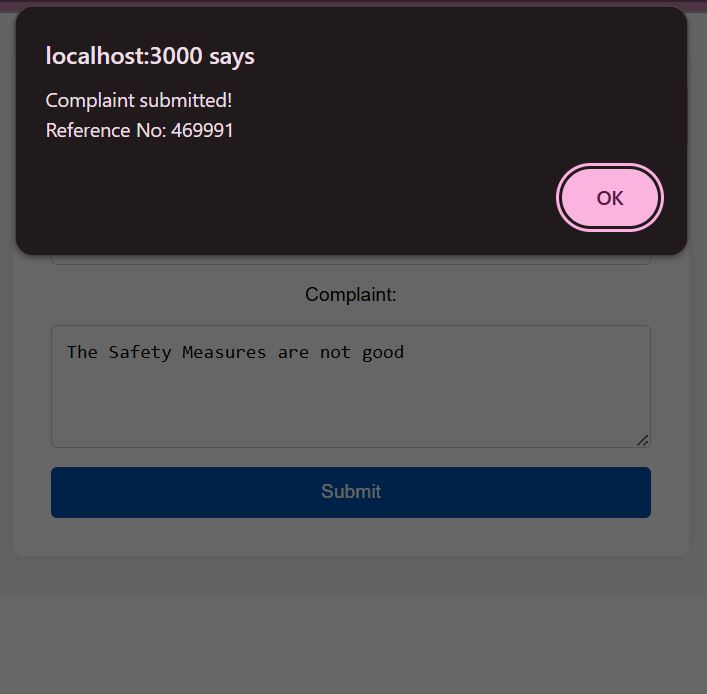 localhost:3000 says
Complaint submitted!
Reference No: 469991
OK
Complaint:
The Safety Measures are not good
Submit